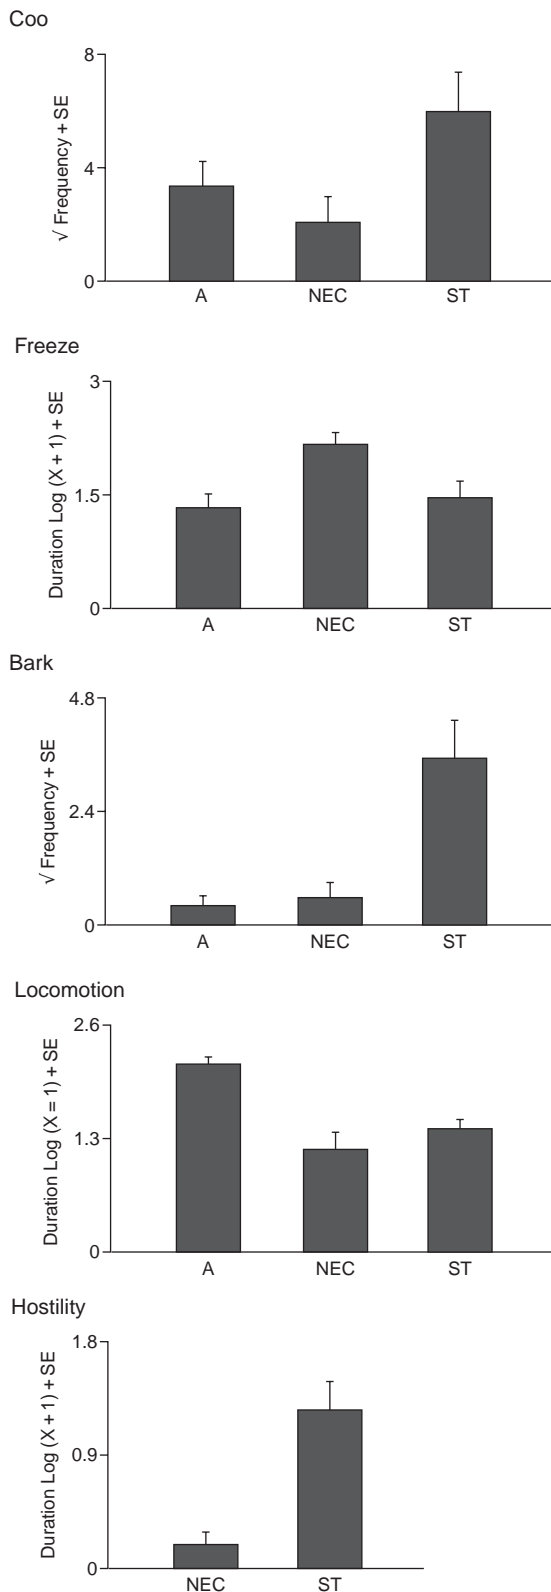 Coo
√ Frequency + SE
8
4
0
A NEC ST
Freeze
Duration Log (X + 1) + SE
3
1.5
0
A NEC ST
Bark
√ Frequency + SE
4.8
2.4
0
A NEC ST
Locomotion
Duration Log (X = 1) + SE
2.6
1.3
0
A NEC ST
Hostility
Duration Log (X + 1) + SE
1.8
0.9
0
NEC ST